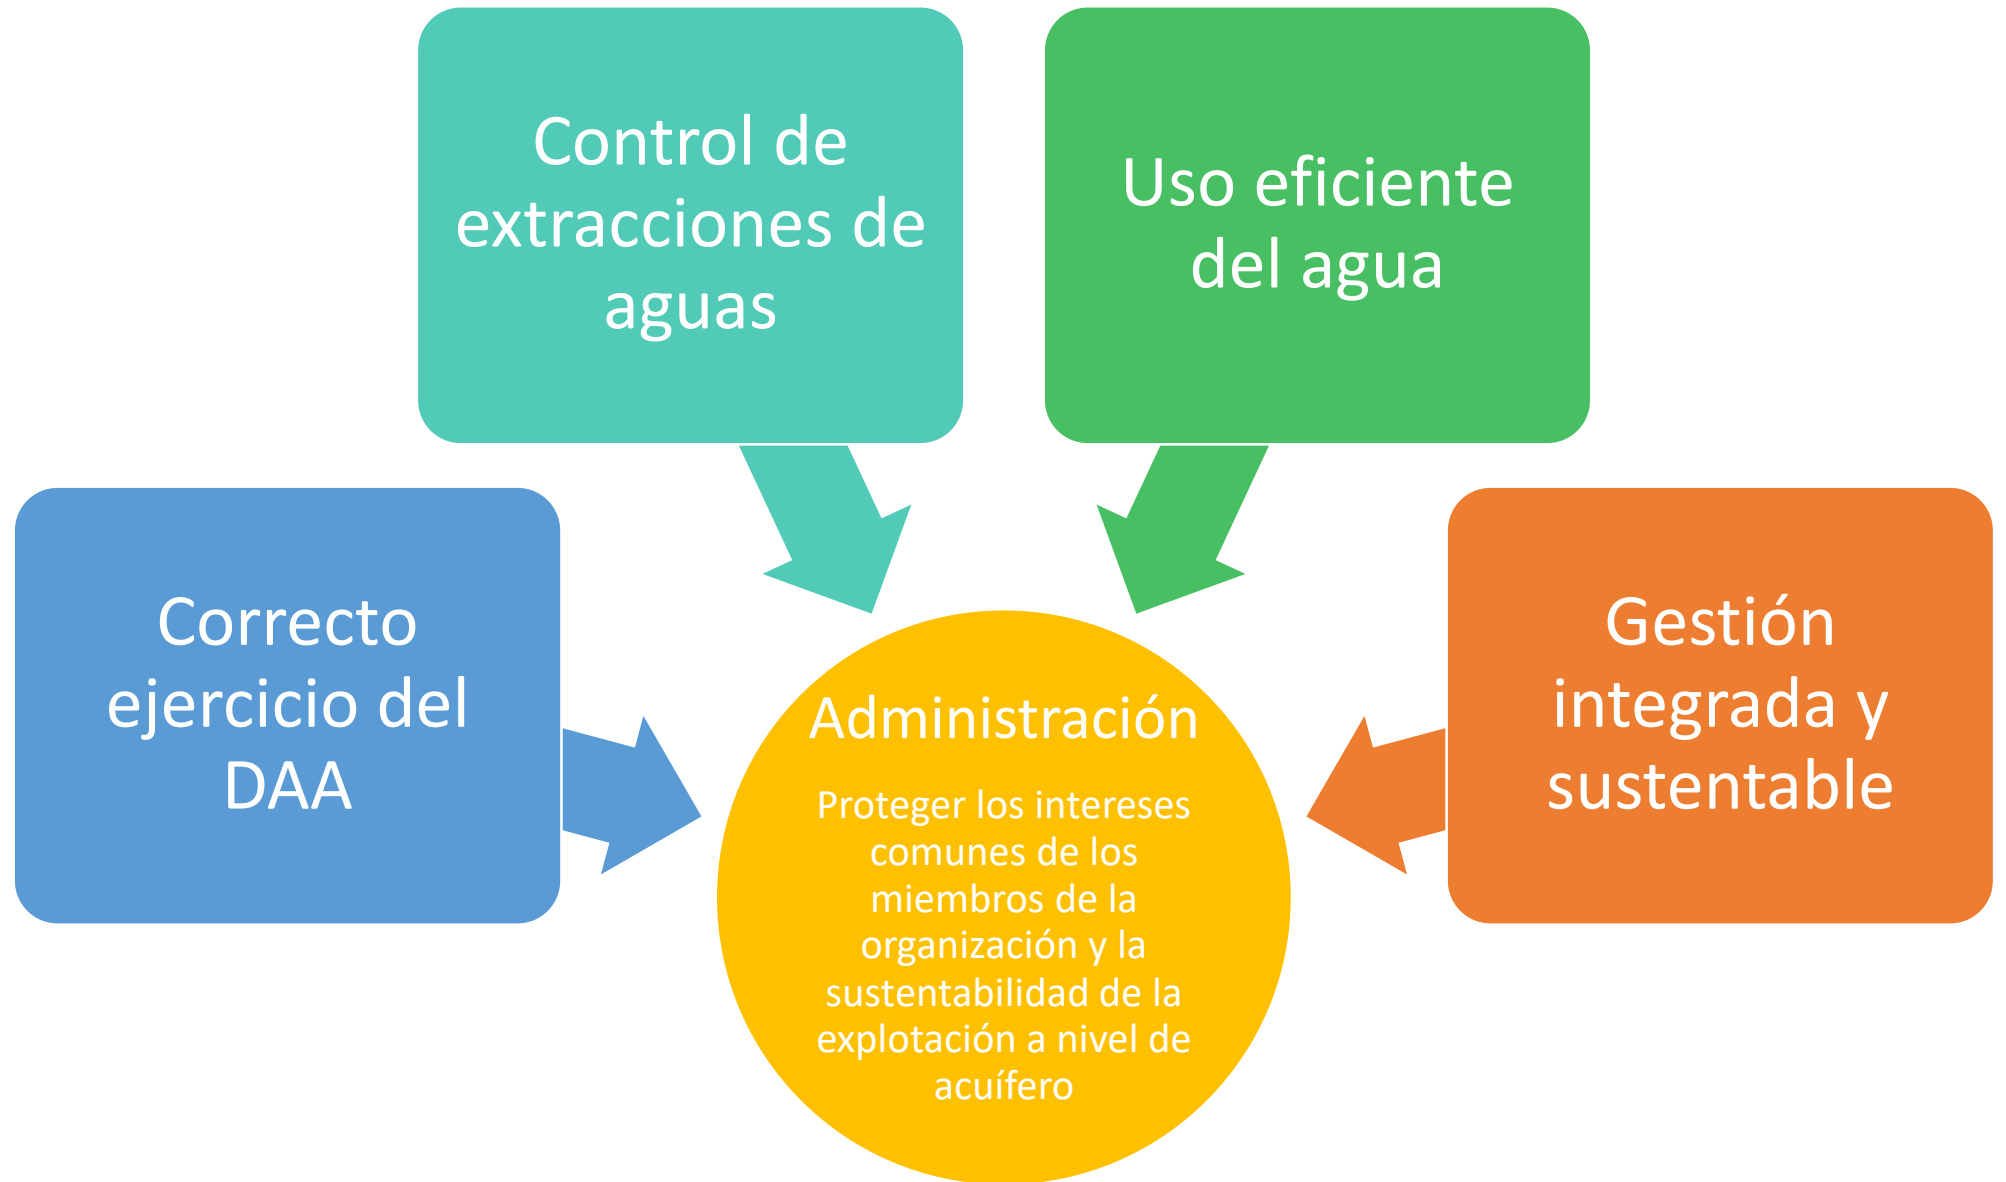 Control de
extracciones de
aguas
Uso eficiente
del agua
Correcto
ejercicio del
DAA
Gestión
integrada y
sustentable
Administración
Proteger los intereses
comunes de los
miembros de la
organización y la
sustentabilidad de la
explotación a nivel de
acuífero